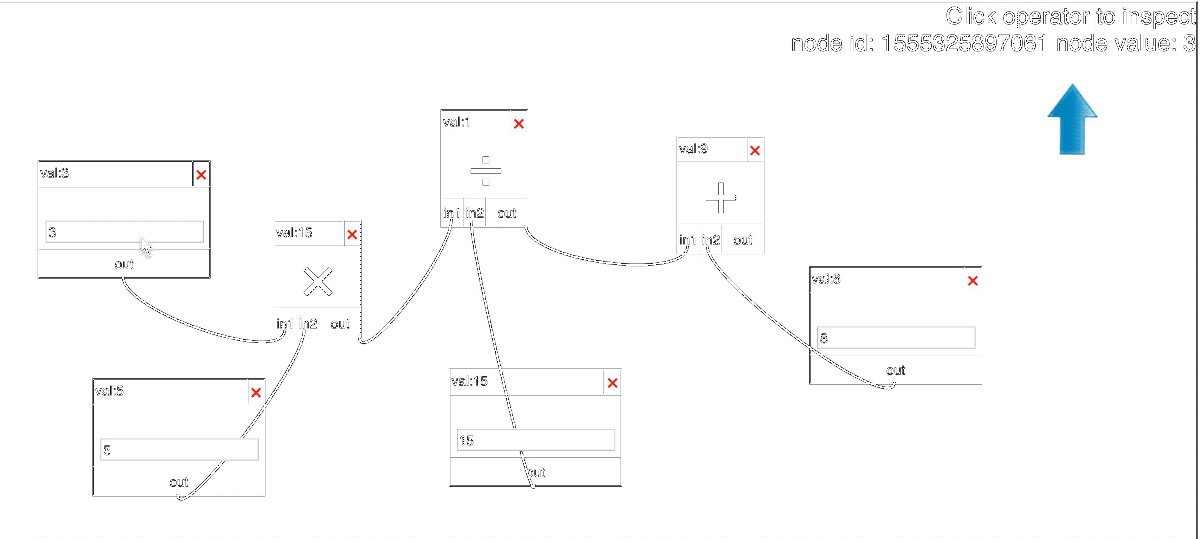 Click operator to inspect
node id: 1555325897061 node value: 3
val:1
÷
in1 in2 out
val:9
+
in1 in2 out
val:3
3
out
val:15
×
in1 in2 out
val:8
8
out
val:5
5
out
val:15
15
out